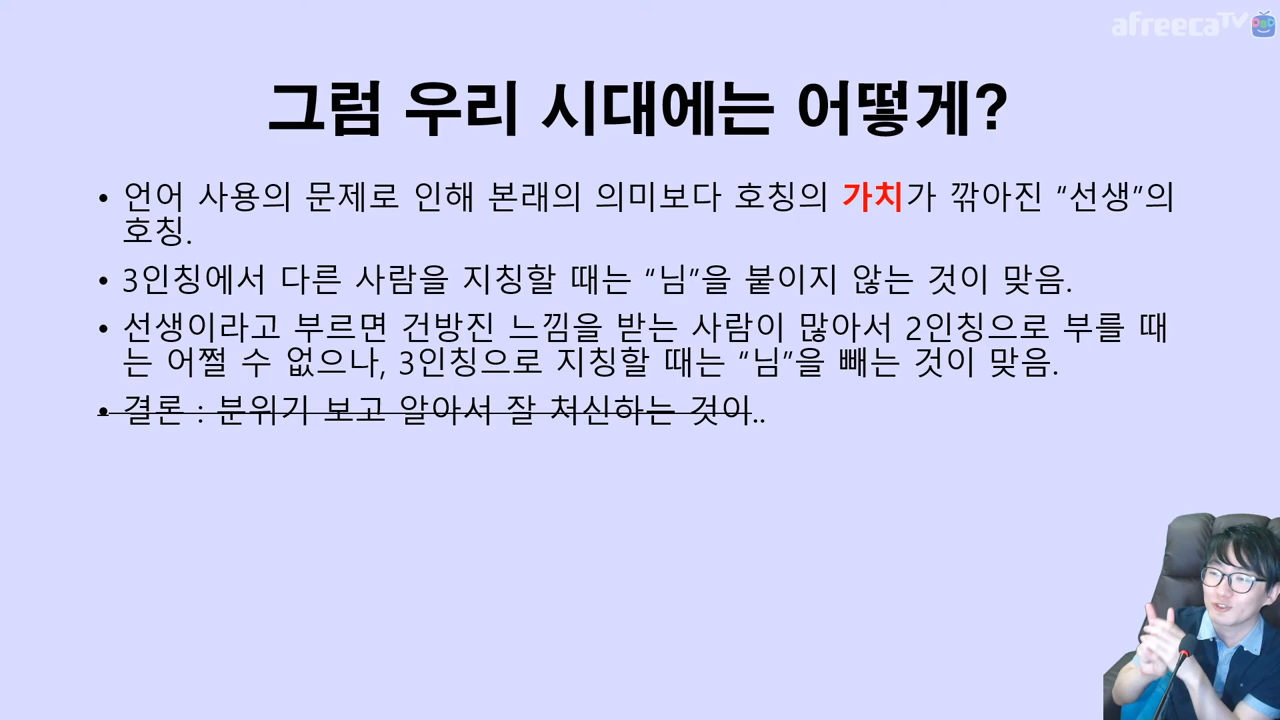 afreecaTV
그럼 우리 시대에는 어떻게?
• 언어 사용의 문제로 인해 본래의 의미보다 호칭의 가치가 깎아진 “선생”의
호칭.
• 3인칭에서 다른 사람을 지칭할 때는 “님”을 붙이지 않는 것이 맞음.
• 선생이라고 부르면 건방진 느낌을 받는 사람이 많아서 2인칭으로 부를 때
는 어쩔 수 없으나, 3인칭으로 지칭할 때는 “님”을 빼는 것이 맞음.
• 결론 : 분위기 보고 알아서 잘 처신하는 것이..